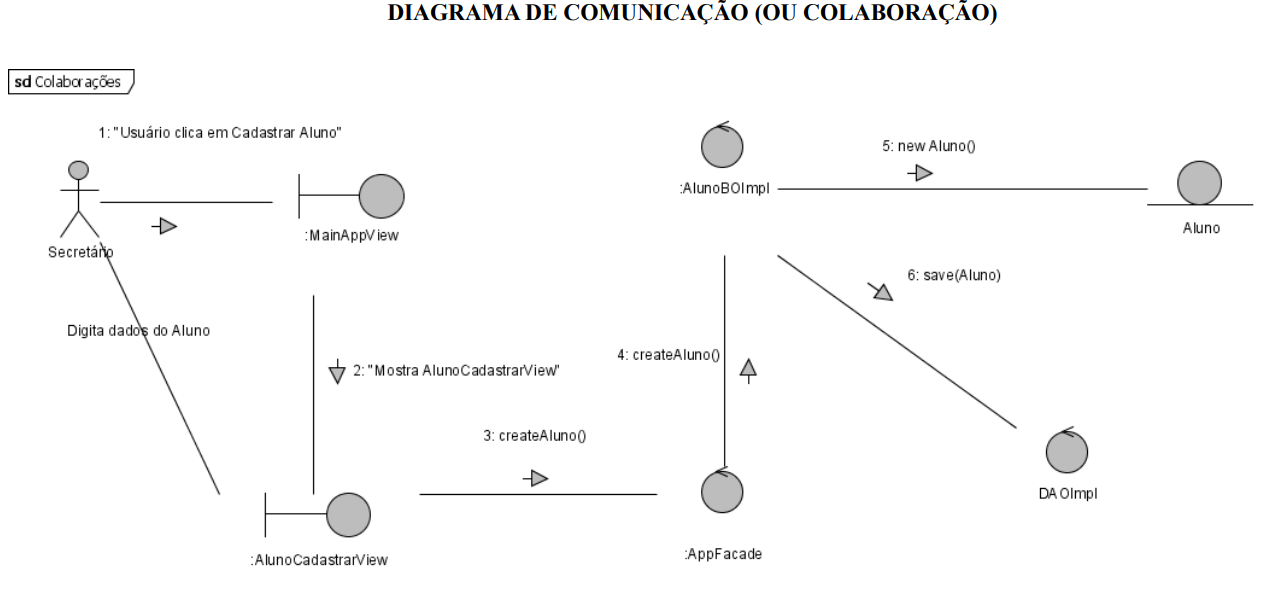 DIAGRAMA DE COMUNICAÇÃO (OU COLABORAÇÃO)
sd Colaborações
1: "Usuário clica em Cadastrar Aluno"
5: new Aluno()
:AlunoBOImpl
Aluno
:MainAppView
Secretário
6: save(Aluno)
Digita dados do Aluno
4: createAluno()
2: "Mostra AlunoCadastrarView"
3: createAluno()
DAOImpl
:AppFacade
:AlunoCadastrarView